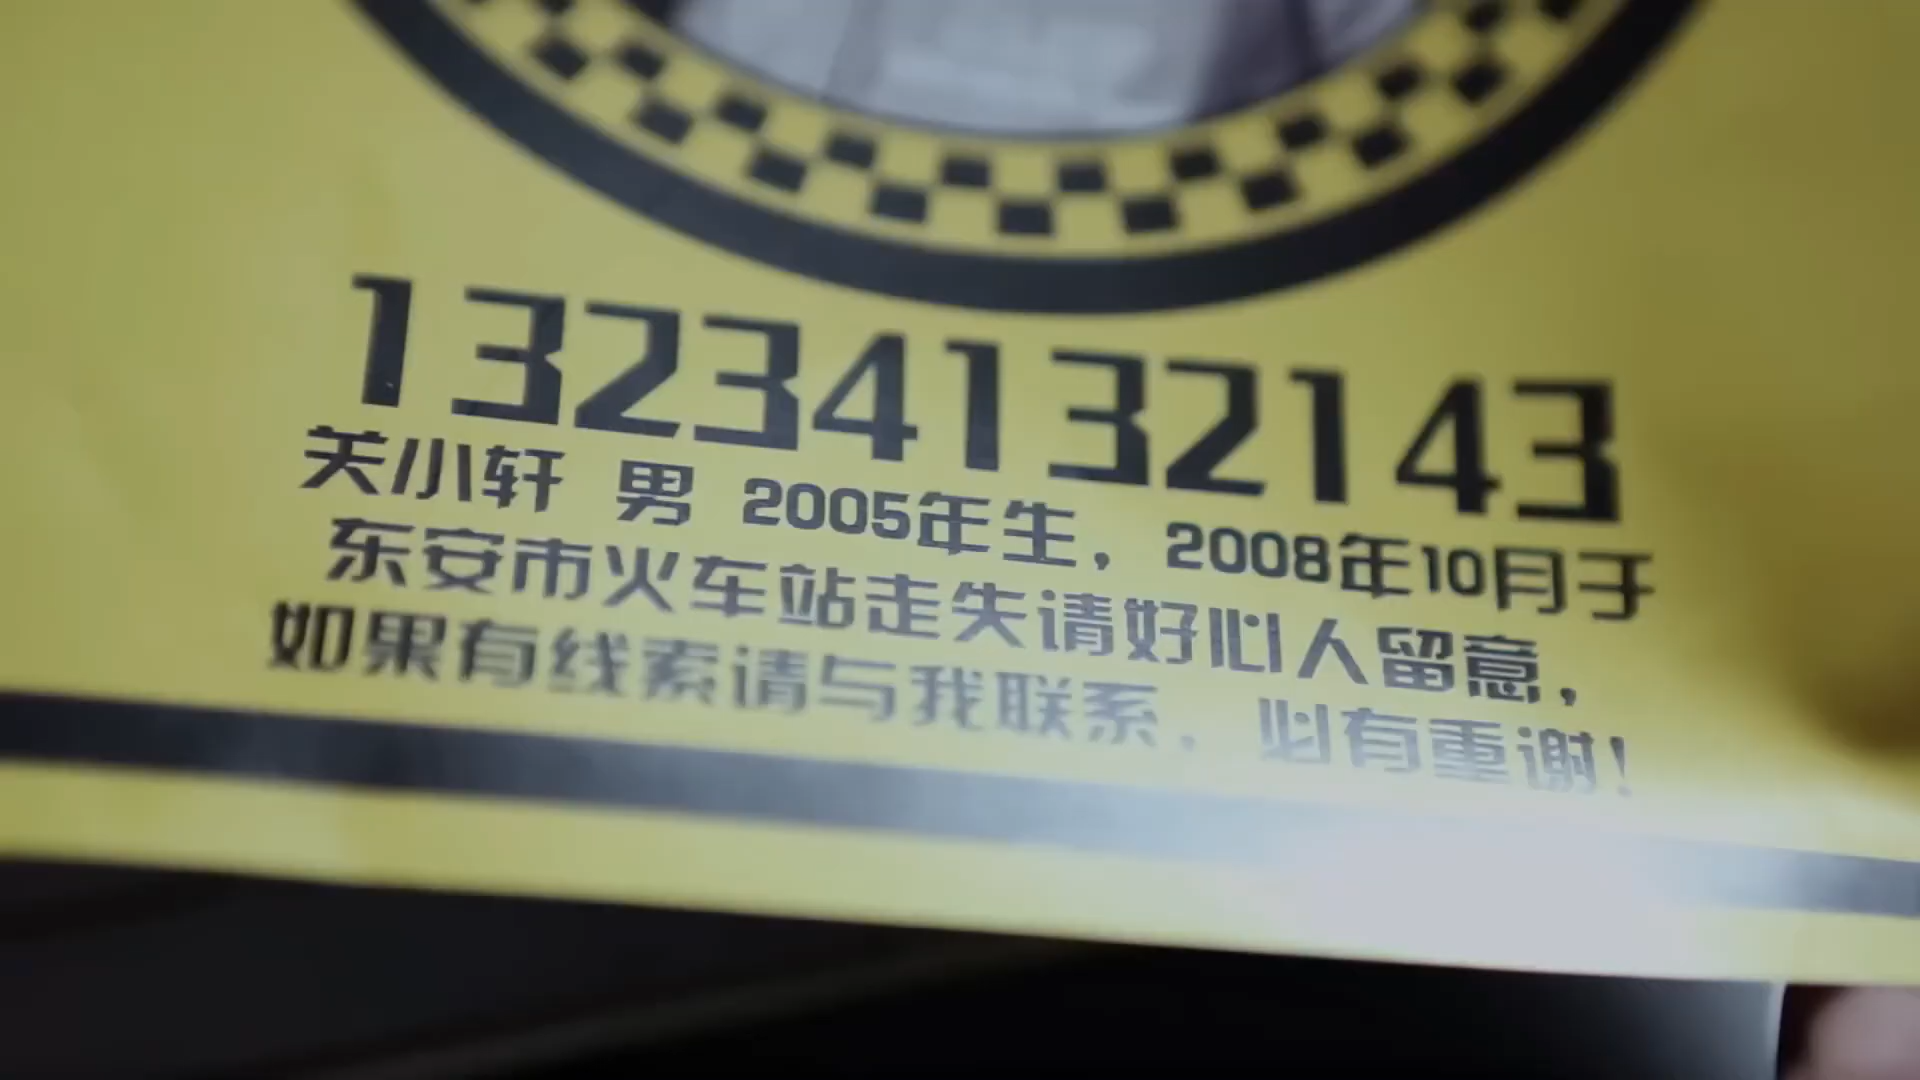 13234132143
关小轩 男 2005年生，2008年10月于
东安市火车站走失请好心人留意，
如果有线索请与我联系，必有重谢！